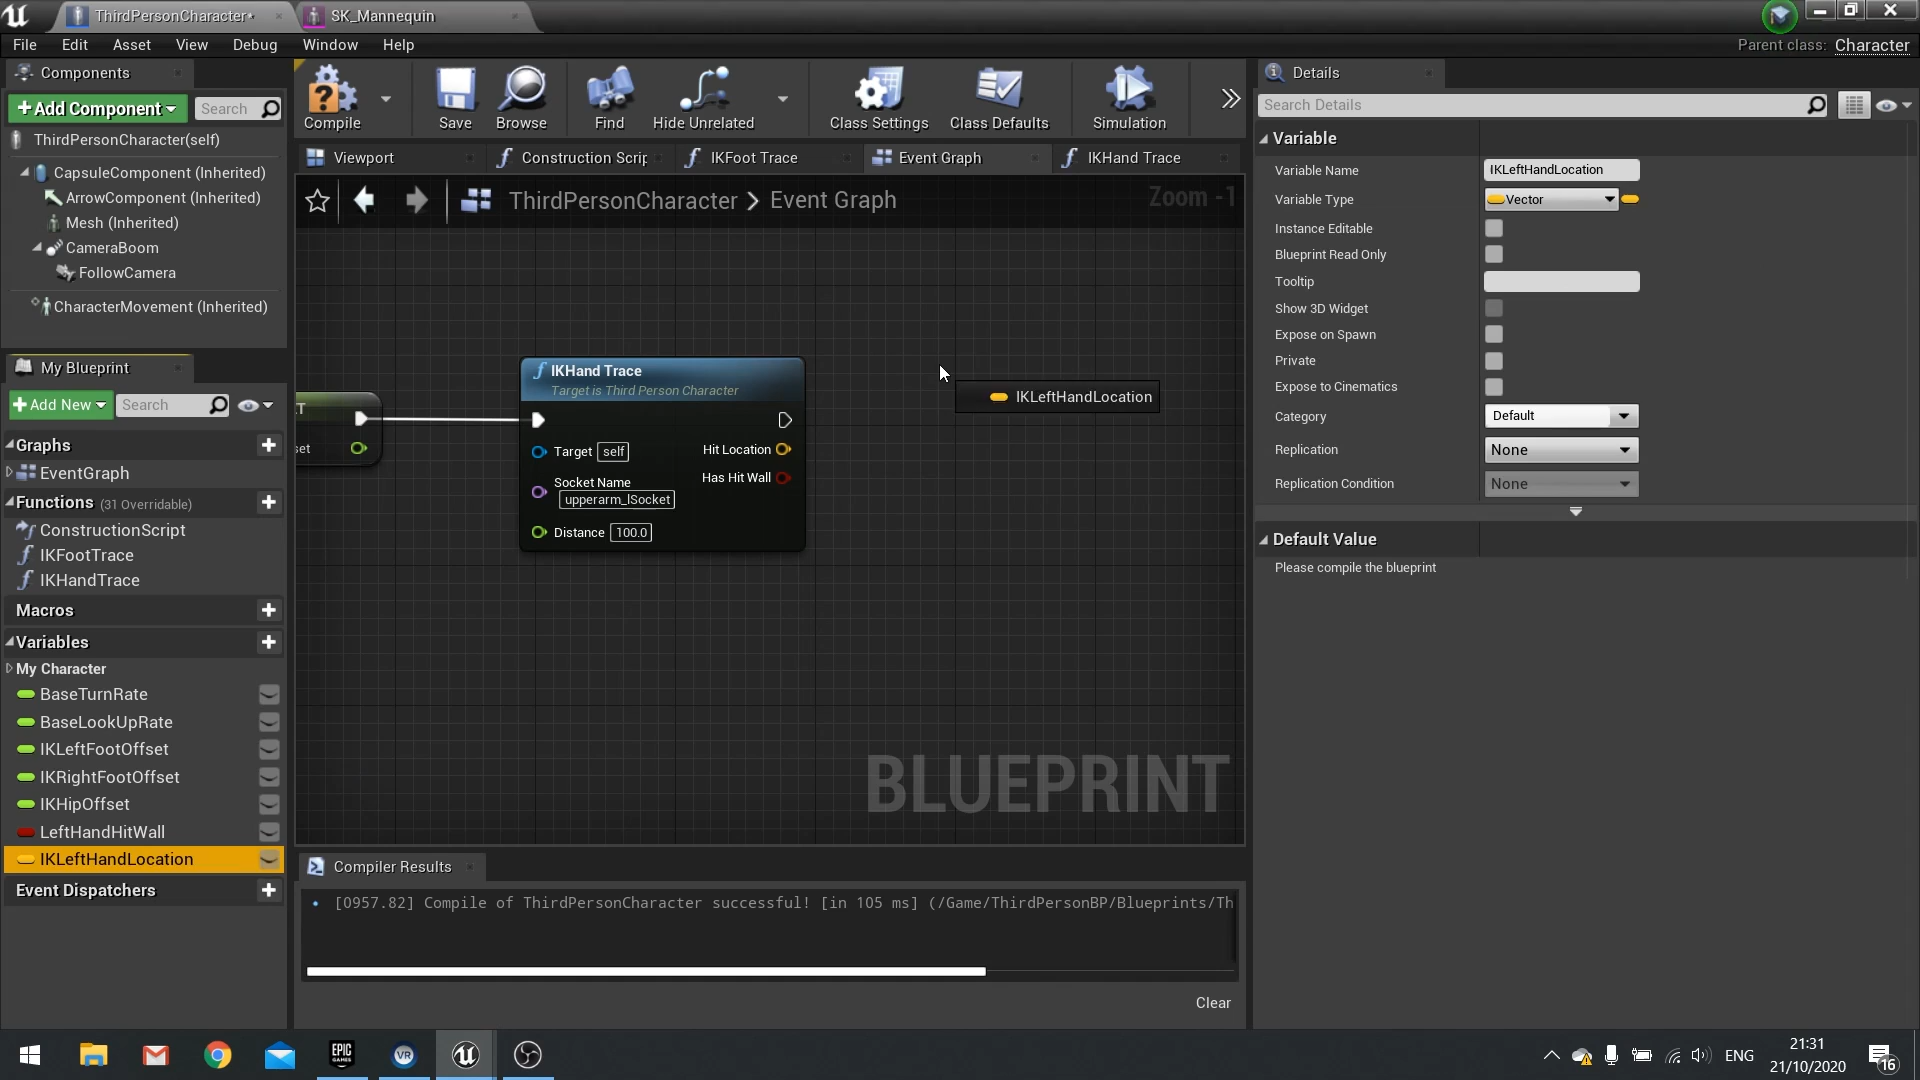 ThirdPersonCharacter*
SK_Mannequin
File Edit Asset View Debug Window Help
Parent class: Character
Components
+Add Component
Search
ThirdPersonCharacter(self)
CapsuleComponent (Inherited)
ArrowComponent (Inherited)
Mesh (Inherited)
CameraBoom
FollowCamera
CharacterMovement (Inherited)
My Blueprint
+Add New
Search
Graphs
EventGraph
Functions (31 Overridable)
ConstructionScript
IKFootTrace
IKHandTrace
Macros
Variables
My Character
BaseTurnRate
BaseLookUpRate
IKLeftFootOffset
IKRightFootOffset
IKHipOffset
LeftHandHitWall
IKLeftHandLocation
Event Dispatchers
Compile
Save
Browse
Find
Hide Unrelated
Class Settings
Class Defaults
Simulation
Viewport
Construction Scrip
IKFoot Trace
Event Graph
IKHand Trace
ThirdPersonCharacter > Event Graph
Zoom -1
T
set
IKHand Trace
Target is Third Person Character
Target self
Hit Location
Socket Name
upperarm_lSocket
Has Hit Wall
Distance 100.0
IKLeftHandLocation
BLUEPRINT
Compiler Results
[0957.82] Compile of ThirdPersonCharacter successful! [in 105 ms] (/Game/ThirdPersonBP/Blueprints/Th
Clear
Details
Search Details
Variable
Variable Name IKLeftHandLocation
Variable Type Vector
Instance Editable
Blueprint Read Only
Tooltip
Show 3D Widget
Expose on Spawn
Private
Expose to Cinematics
Category Default
Replication None
Replication Condition None
Default Value
Please compile the blueprint
EPIC GAMES
VR
ENG
21:31
21/10/2020
16